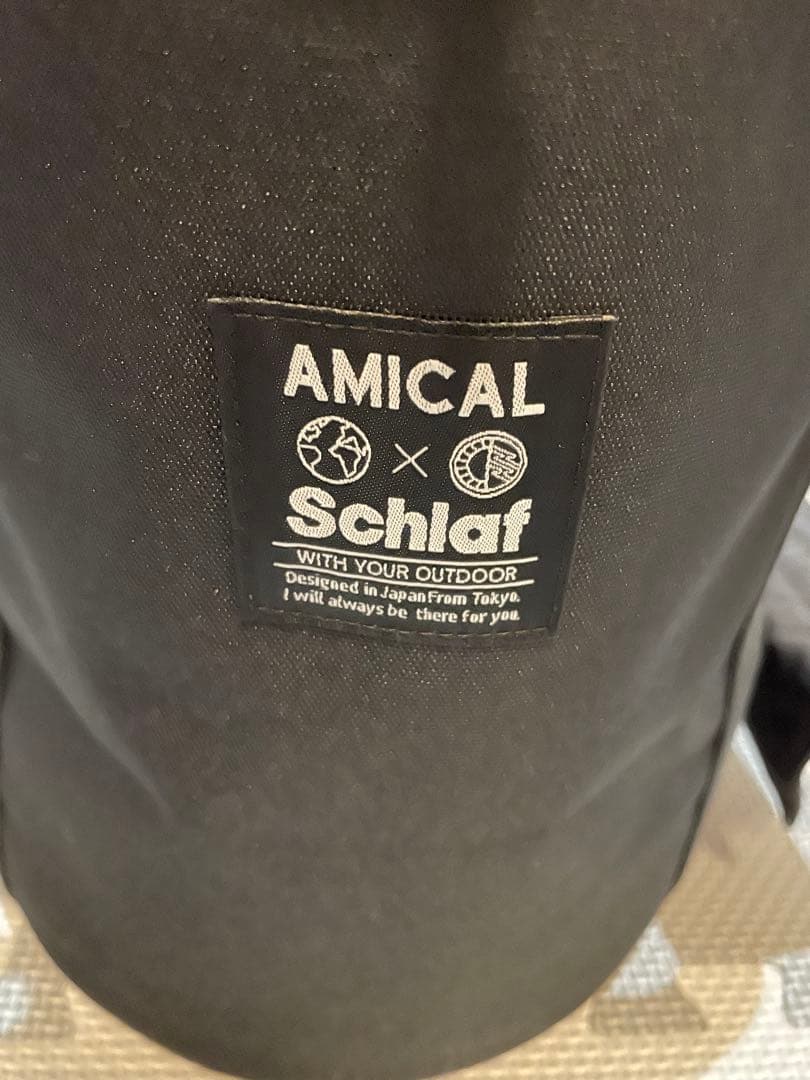 AMICAL
×
Schlaf
WITH YOUR OUTDOOR
Designed in JapanFrom Tokyo.
I will always be there for you.